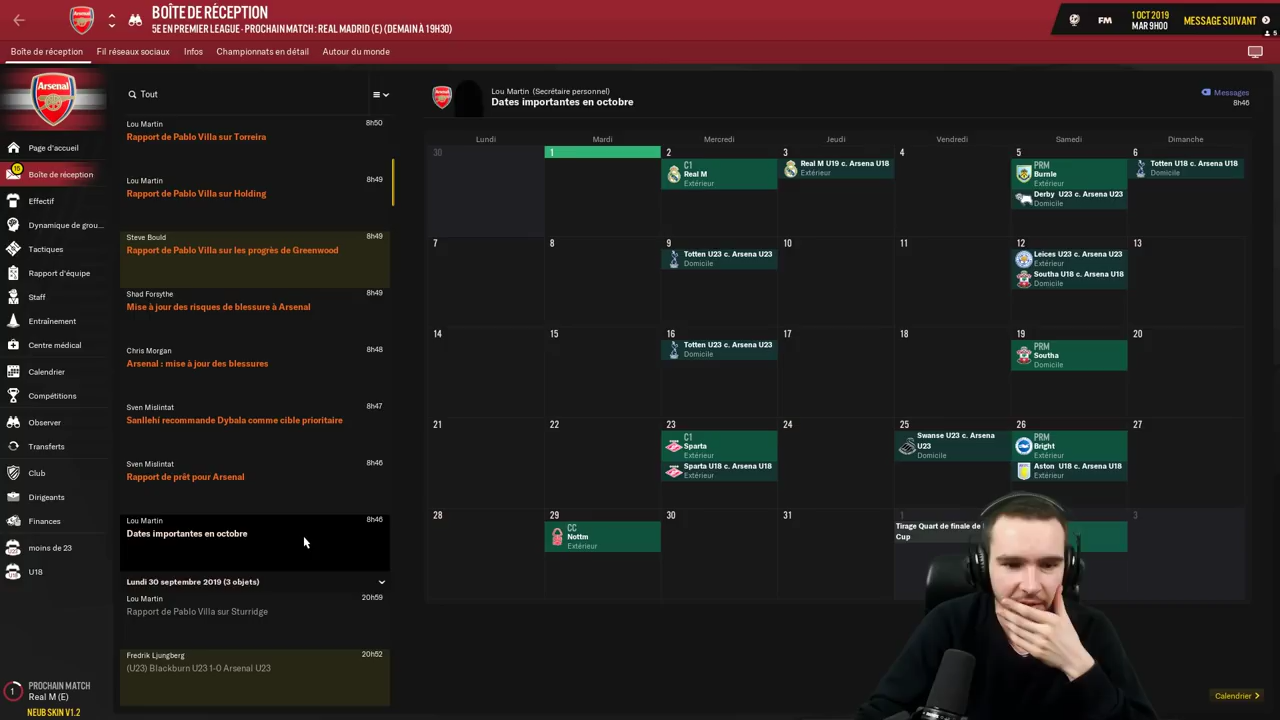 BOÎTE DE RÉCEPTION
5E EN PREMIER LEAGUE · PROCHAIN MATCH : REAL MADRID (E) (DEMAIN À 19H30)
FM
1 OCT 2019
MAR 9H00
MESSAGE SUIVANT
5
Boîte de réception
Fil réseaux sociaux
Infos
Championnats en détail
Autour du monde
Arsenal
Page d'accueil
15
Boîte de réception
Effectif
Dynamique de grou...
Tactiques
Rapport d'équipe
Staff
Entraînement
Centre médical
Calendrier
Compétitions
Observer
Transferts
Club
Dirigeants
Finances
moins de 23
U18
1
PROCHAIN MATCH
Real M (E)
NEUB SKIN V1.2
Tout
Lou Martin 8h50
Rapport de Pablo Villa sur Torreira
Lou Martin 8h49
Rapport de Pablo Villa sur Holding
Steve Bould 8h49
Rapport de Pablo Villa sur les progrès de Greenwood
Shad Forsythe 8h49
Mise à jour des risques de blessure à Arsenal
Chris Morgan 8h48
Arsenal : mise à jour des blessures
Sven Mislintat 8h47
Sanllehí recommande Dybala comme cible prioritaire
Sven Mislintat 8h46
Rapport de prêt pour Arsenal
Lou Martin 8h46
Dates importantes en octobre
Lundi 30 septembre 2019 (3 objets)
Lou Martin 20h59
Rapport de Pablo Villa sur Sturridge
Fredrik Ljungberg 20h52
(U23) Blackburn U23 1-0 Arsenal U23
Lou Martin (Secrétaire personnel)
Dates importantes en octobre
Messages
8h46
Lundi Mardi Mercredi Jeudi Vendredi Samedi Dimanche
30 1 2 3 4 5 6
C1
Real M
Extérieur
Real M U19 c. Arsena U18
Extérieur
PRM
Burnle
Extérieur
Derby U23 c. Arsena U23
Domicile
Totten U18 c. Arsena U18
Domicile
7 8 9 10 11 12 13
Totten U23 c. Arsena U23
Domicile
Leices U23 c. Arsena U23
Extérieur
Southa U18 c. Arsena U18
Domicile
14 15 16 17 18 19 20
Totten U23 c. Arsena U23
Domicile
PRM
Southa
Domicile
21 22 23 24 25 26 27
C1
Sparta
Extérieur
Sparta U18 c. Arsena U18
Extérieur
Swanse U23 c. Arsena
U23
Domicile
PRM
Bright
Extérieur
Aston U18 c. Arsena U18
Extérieur
28 29 30 31 1 3
CC
Nottm
Extérieur
Tirage Quart de finale de
Cup
Calendrier